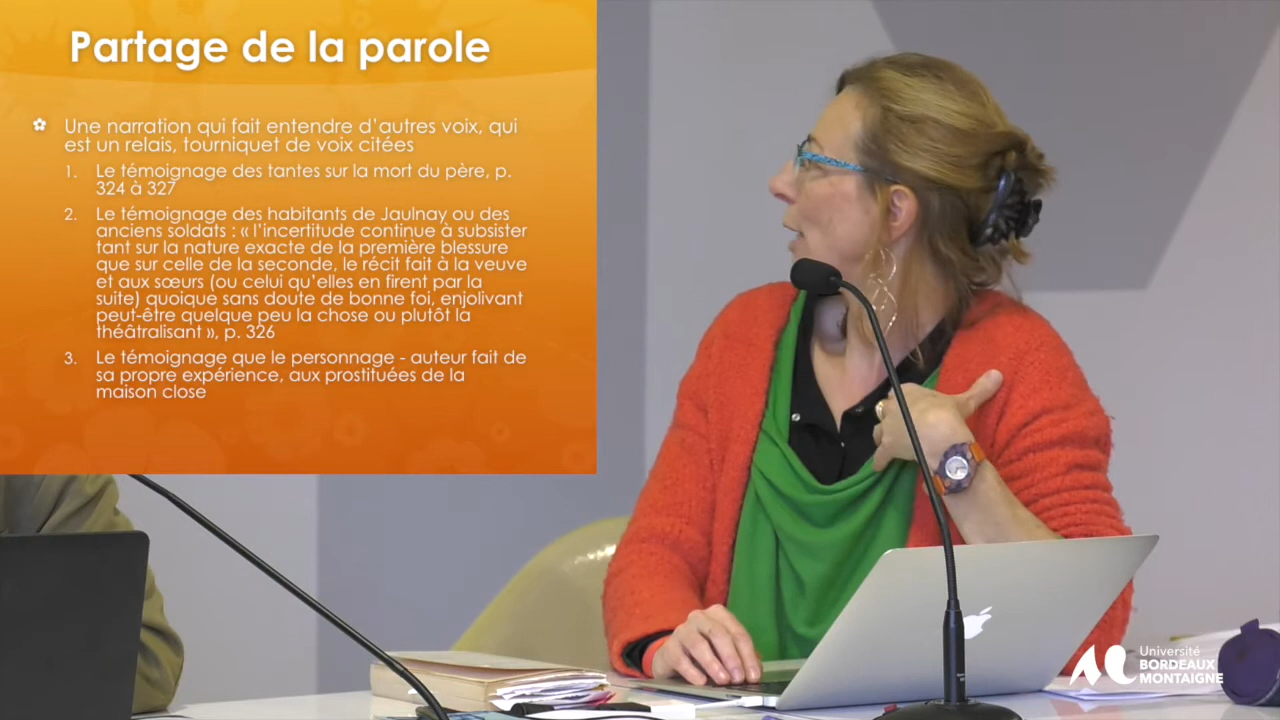 Partage de la parole
Une narration qui fait entendre d'autres voix, qui
est un relais, tourniquet de voix citées
1. Le témoignage des tantes sur la mort du père, p.
324 à 327
2. Le témoignage des habitants de Jaulnay ou des
anciens soldats : « l'incertitude continue à subsister
tant sur la nature exacte de la première blessure
que sur celle de la seconde, le récit fait à la veuve
et aux sœurs (ou celui qu'elles en firent par la
suite) quoique sans doute de bonne foi, enjolivant
peut-être quelque peu la chose ou plutôt la
théâtralisant », p. 326
3. Le témoignage que le personnage - auteur fait de
sa propre expérience, aux prostituées de la
maison close
Université
BORDEAUX
MONTAIGNE